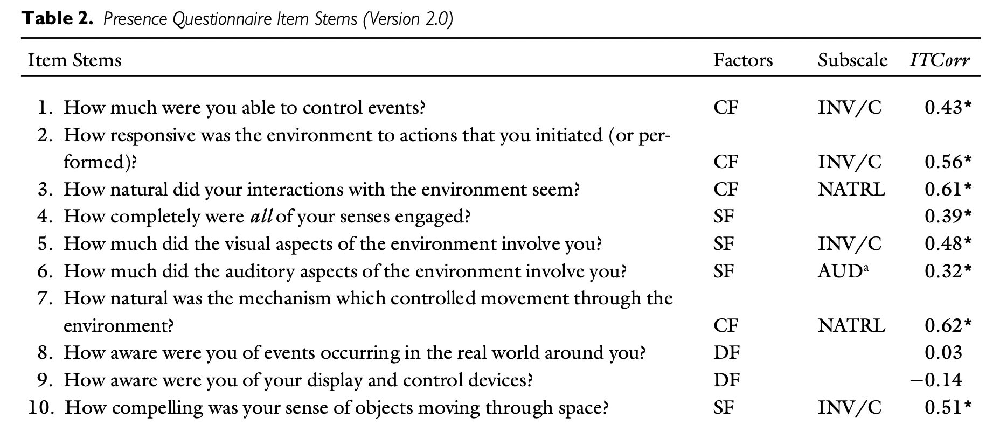 Table 2. Presence Questionnaire Item Stems (Version 2.0)
Item Stems Factors Subscale ITCorr
1. How much were you able to control events? CF INV/C 0.43*
2. How responsive was the environment to actions that you initiated (or per-
formed)? CF INV/C 0.56*
3. How natural did your interactions with the environment seem? CF NATRL 0.61*
4. How completely were all of your senses engaged? SF 0.39*
5. How much did the visual aspects of the environment involve you? SF INV/C 0.48*
6. How much did the auditory aspects of the environment involve you? SF AUDᵃ 0.32*
7. How natural was the mechanism which controlled movement through the
environment? CF NATRL 0.62*
8. How aware were you of events occurring in the real world around you? DF 0.03
9. How aware were you of your display and control devices? DF −0.14
10. How compelling was your sense of objects moving through space? SF INV/C 0.51*